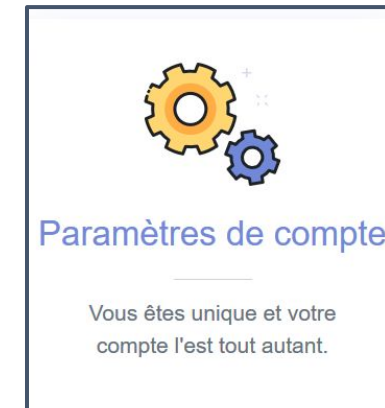 Paramètres de compte
Vous êtes unique et votre
compte l'est tout autant.